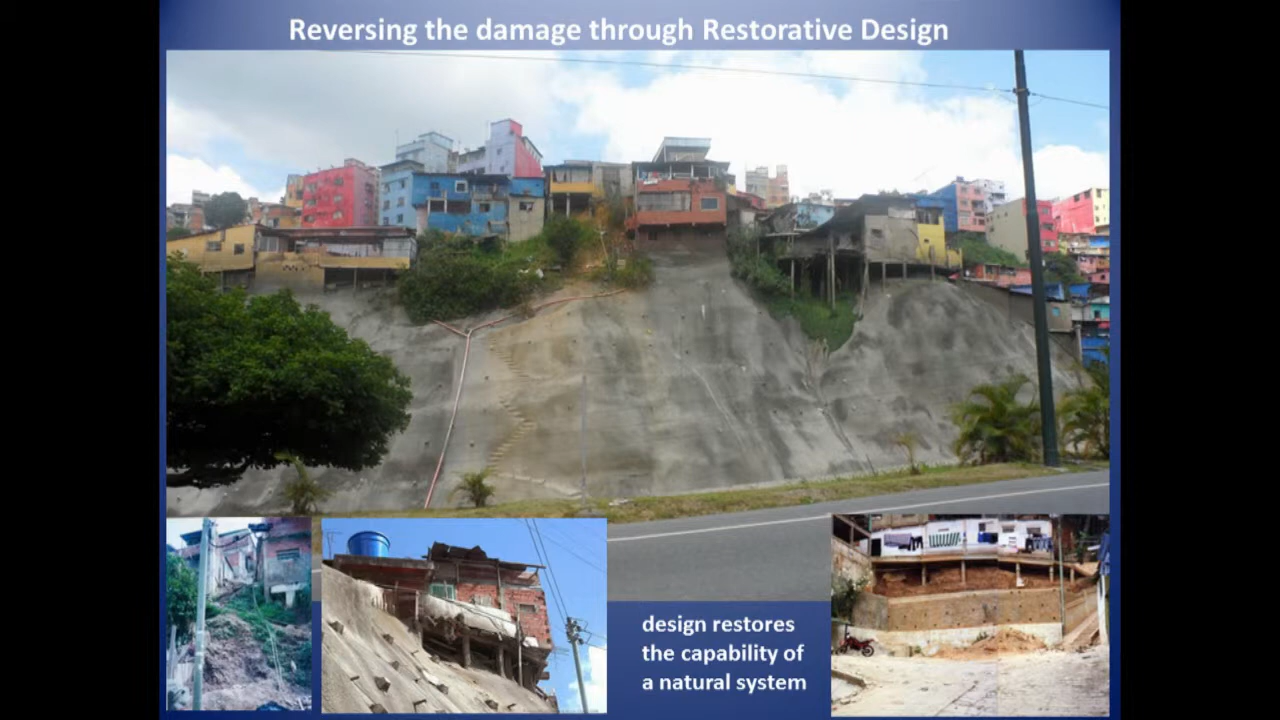 Reversing the damage through Restorative Design
design restores
the capability of
a natural system